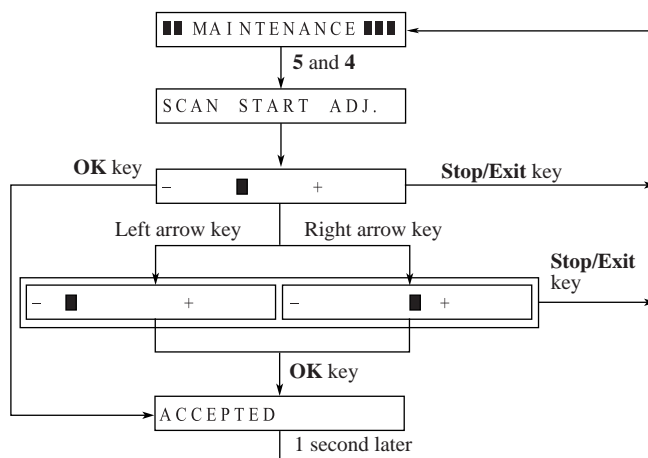 ■■ MAINTENANCE ■■■
5 and 4
SCAN START ADJ.
OK key
− ■ +
Stop/Exit key
Left arrow key
Right arrow key
Stop/Exit
key
− ■ +
− ■ +
OK key
ACCEPTED
1 second later